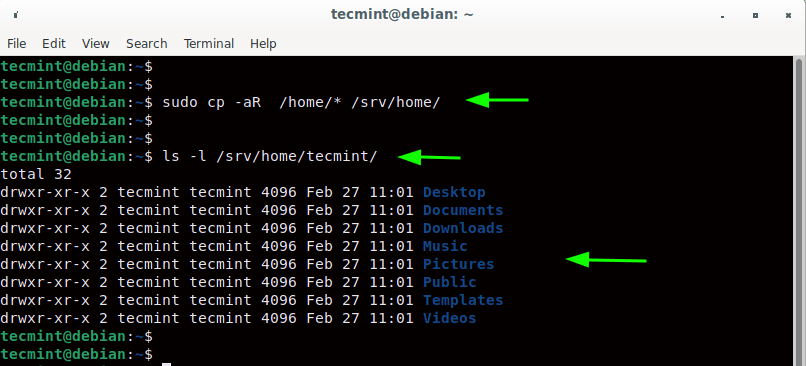 tecmint@debian: ~
File Edit View Search Terminal Help
tecmint@debian:~$
tecmint@debian:~$
tecmint@debian:~$ sudo cp -aR  /home/* /srv/home/
tecmint@debian:~$
tecmint@debian:~$
tecmint@debian:~$ ls -l /srv/home/tecmint/
total 32
drwxr-xr-x 2 tecmint tecmint 4096 Feb 27 11:01 Desktop
drwxr-xr-x 2 tecmint tecmint 4096 Feb 27 11:01 Documents
drwxr-xr-x 2 tecmint tecmint 4096 Feb 27 11:01 Downloads
drwxr-xr-x 2 tecmint tecmint 4096 Feb 27 11:01 Music
drwxr-xr-x 2 tecmint tecmint 4096 Feb 27 11:01 Pictures
drwxr-xr-x 2 tecmint tecmint 4096 Feb 27 11:01 Public
drwxr-xr-x 2 tecmint tecmint 4096 Feb 27 11:01 Templates
drwxr-xr-x 2 tecmint tecmint 4096 Feb 27 11:01 Videos
tecmint@debian:~$
tecmint@debian:~$